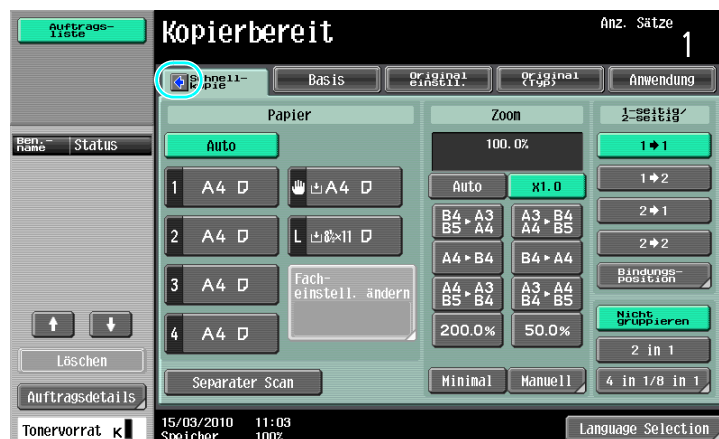 Auftrags-
liste
Kopierbereit
Anz. Sätze
1
Schnell-
kopie
Basis
Original
einstll.
Original
(Typ)
Anwendung
Ben.-
name
Status
Papier
Auto
1 A4
A4
2 A4
L 8½×11
3 A4
Fach-
einstell. ändern
4 A4
Separater Scan
Zoom
100.0%
Auto
x1.0
B4 A3
B5 A4
A3 B4
A4 B5
A4 B4
B4 A4
A4 A3
B5 B4
A3 A4
B4 B5
200.0%
50.0%
Minimal
Manuell
1-seitig/
2-seitig
1 1
1 2
2 1
2 2
Bindungs-
position
Nicht
gruppieren
2 in 1
4 in 1/8 in 1
Löschen
Auftragsdetails
Tonervorrat K
15/03/2010 11:03
Speicher 100%
Language Selection